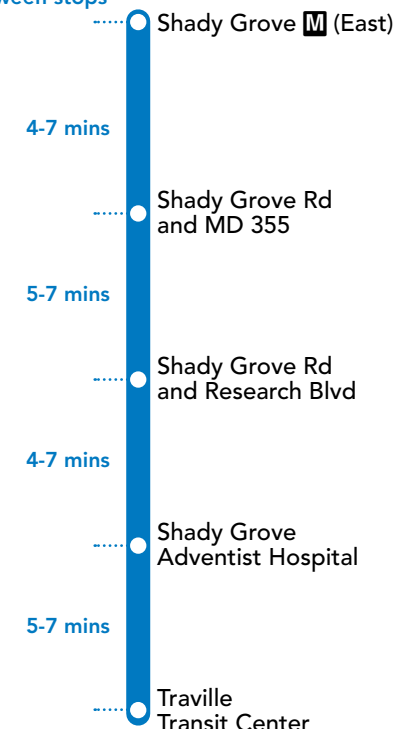 stops
Shady Grove M (East)
4-7 mins
Shady Grove Rd
and MD 355
5-7 mins
Shady Grove Rd
and Research Blvd
4-7 mins
Shady Grove
Adventist Hospital
5-7 mins
Traville
Transit Center